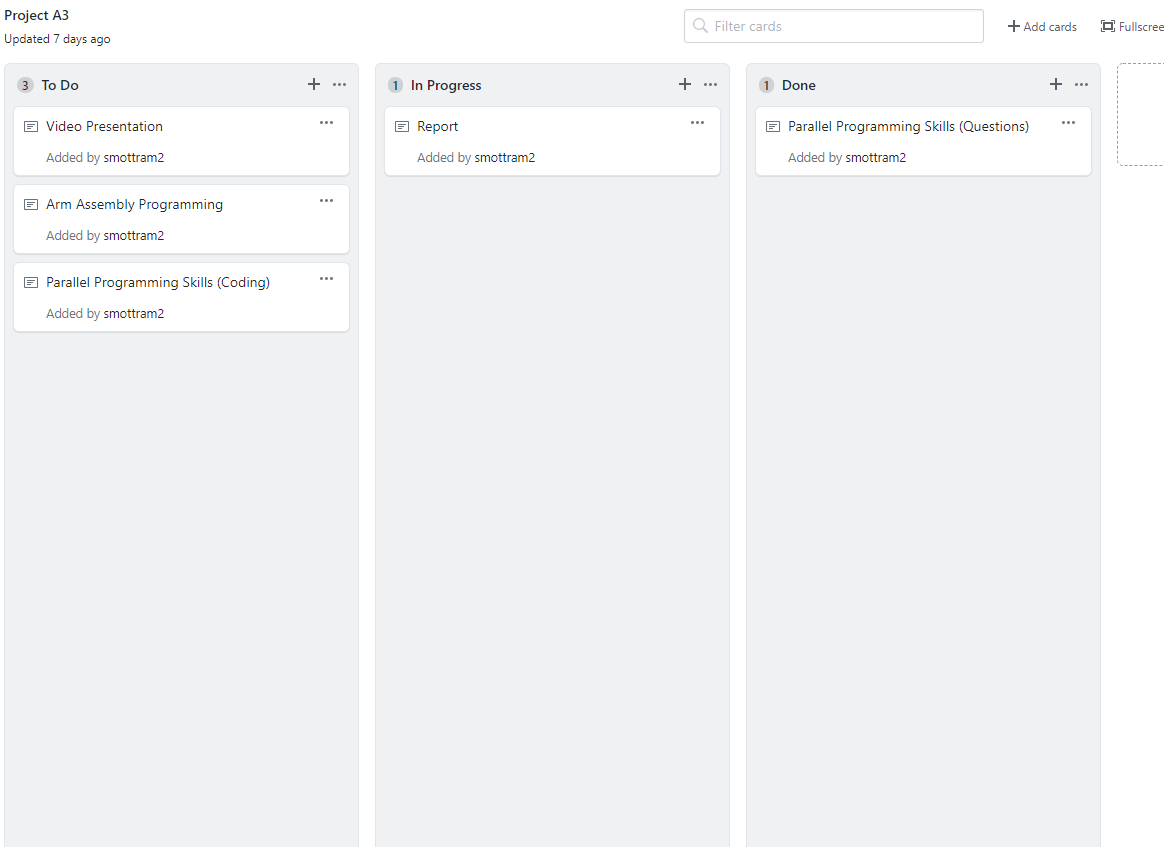 Project A3
Updated 7 days ago
Filter cards
Add cards
Fullscree
3 To Do
Video Presentation
Added by smottram2
Arm Assembly Programming
Added by smottram2
Parallel Programming Skills (Coding)
Added by smottram2
1 In Progress
Report
Added by smottram2
1 Done
Parallel Programming Skills (Questions)
Added by smottram2